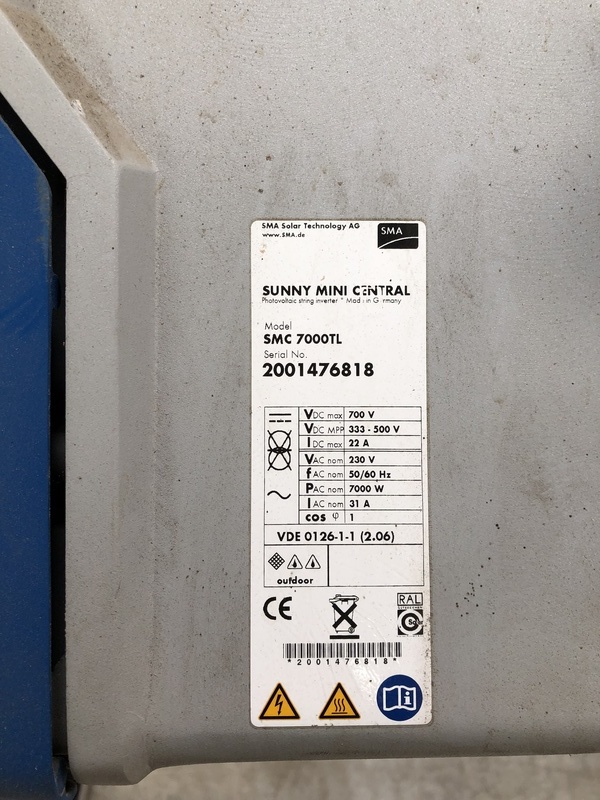 SMA Solar Technology AG
www.SMA.de
SMA
SUNNY MINI CENTRAL
Photovoltaic string inverter * Made in Germany
Model
SMC 7000TL
Serial No.
2001476818
VDC max 700 V
VDC MPP 333 - 500 V
IDC max 22 A
VAC nom 230 V
fAC nom 50/60 Hz
PAC nom 7000 W
IAC nom 31 A
cos φ 1
VDE 0126-1-1 (2.06)
outdoor
CE
RAL
*2001476818*